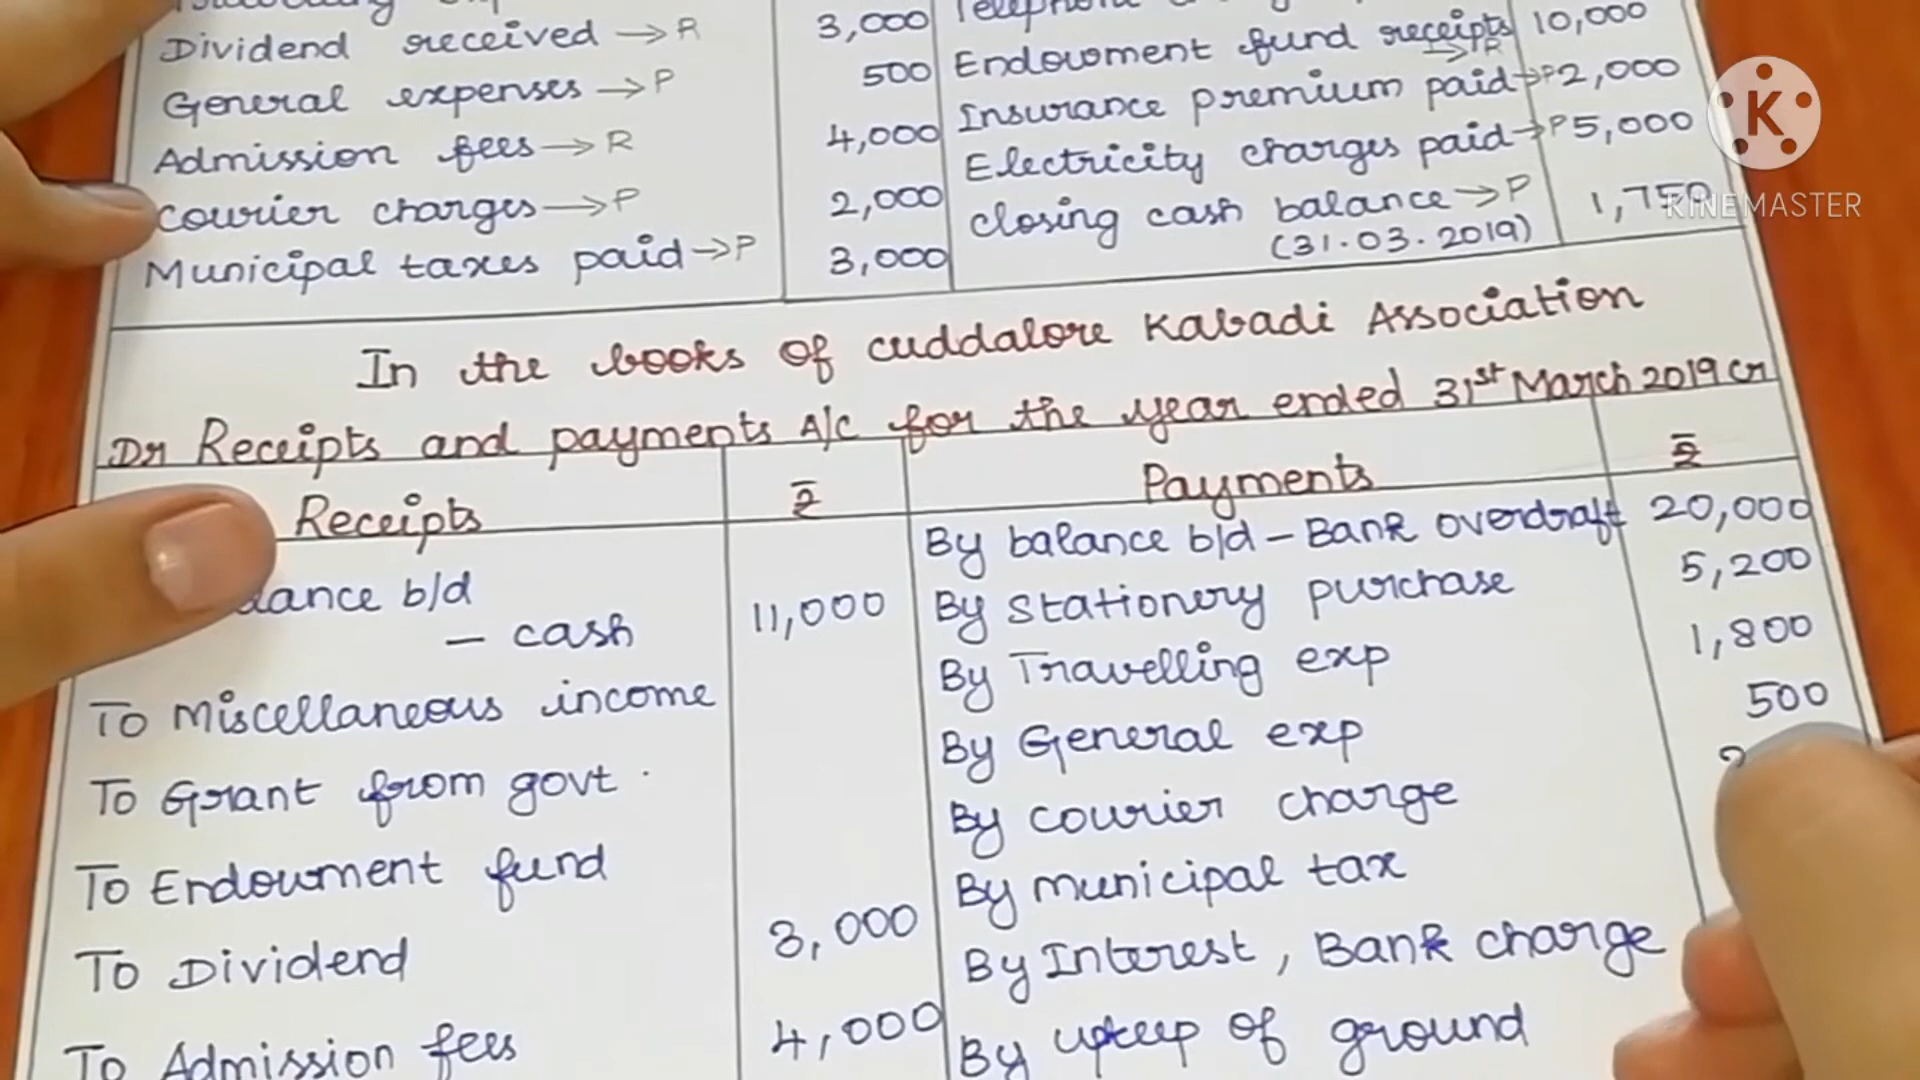 Dividend received → R 3,000
General expenses → P 500
Admission fees → R 4,000
Courier charges → P 2,000
Municipal taxes paid → P 3,000
Endowment fund receipts → R 10,000
Insurance premium paid → P 2,000
Electricity charges paid → P 5,000
Closing cash balance → P 1,750
(31.03.2019)
K
KINEMASTER
In the books of Cuddalore Kabadi Association
Dr Receipts and payments A/c for the year ended 31st March 2019 Cr
Receipts ₹ Payments ₹
b/d
- cash 11,000
To Miscellaneous income
To Grant from govt.
To Endowment fund
To Dividend 3,000
To Admission fees 4,000
By balance b/d - Bank overdraft 20,000
By Stationery purchase 5,200
By Travelling exp 1,800
By General exp 500
By Courier charge
By Municipal tax
By Interest, Bank charge
By upkeep of ground